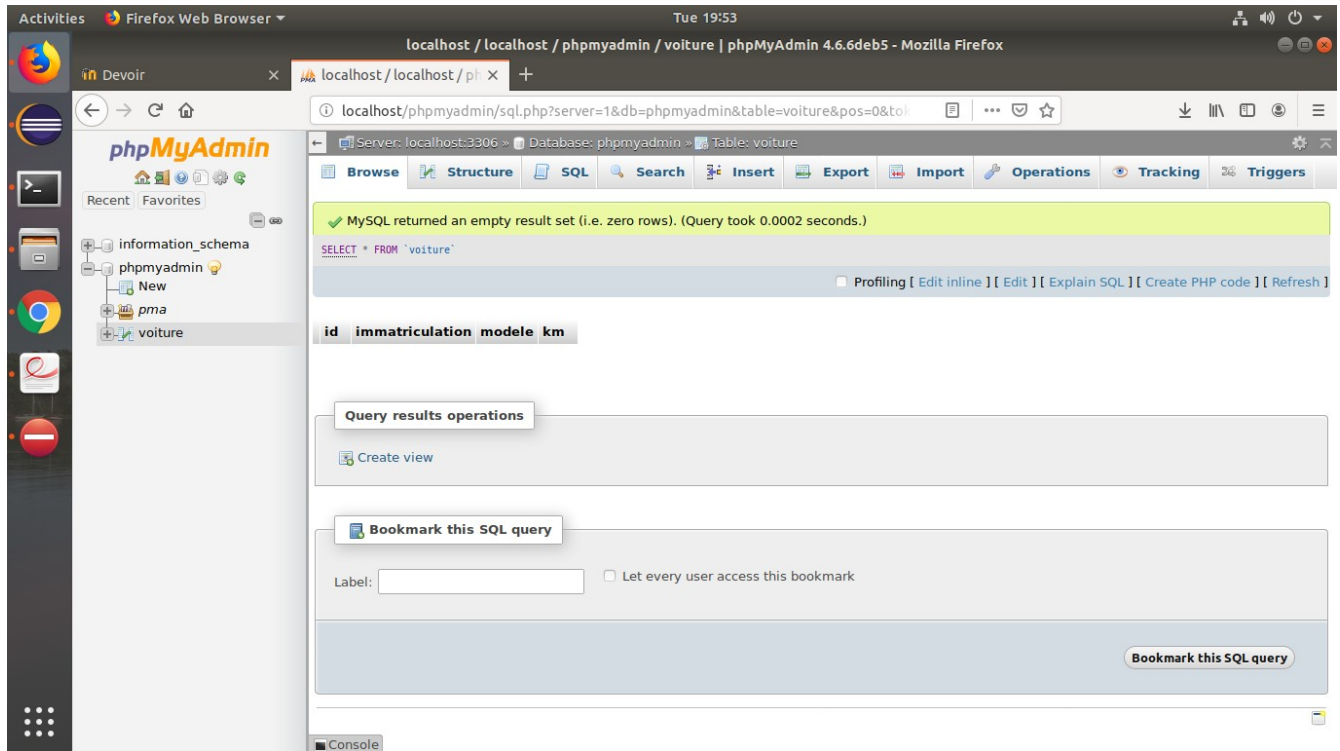 Activities Firefox Web Browser Tue 19:53
localhost / localhost / phpmyadmin / voiture | phpMyAdmin 4.6.6deb5 - Mozilla Firefox
Devoir localhost / localhost / ph
localhost/phpmyadmin/sql.php?server=1&db=phpmyadmin&table=voiture&pos=0&tok
phpMyAdmin
Recent Favorites
information_schema
phpmyadmin
New
pma
voiture
Server: localhost:3306 » Database: phpmyadmin » Table: voiture
Browse Structure SQL Search Insert Export Import Operations Tracking Triggers
MySQL returned an empty result set (i.e. zero rows). (Query took 0.0002 seconds.)
SELECT * FROM `voiture`
Profiling [ Edit inline ] [ Edit ] [ Explain SQL ] [ Create PHP code ] [ Refresh ]
id immatriculation modele km
Query results operations
Create view
Bookmark this SQL query
Label: Let every user access this bookmark
Bookmark this SQL query
Console